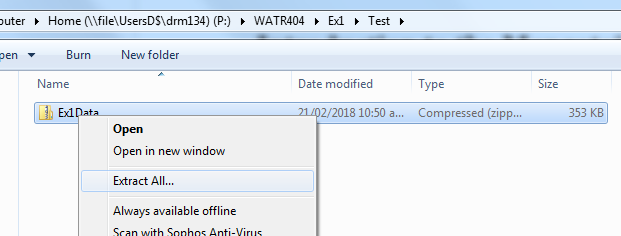 puter ▸ Home (\\file\UsersD$\drm134) (P:) ▸ WATR404 ▸ Ex1 ▸ Test ▸
pen ▾ Burn New folder
Name Date modified Type Size
Ex1Data 21/02/2018 10:50 a... Compressed (zipp... 353 KB
Open
Open in new window
Extract All...
Always available offline
Scan with Sophos Anti-Virus